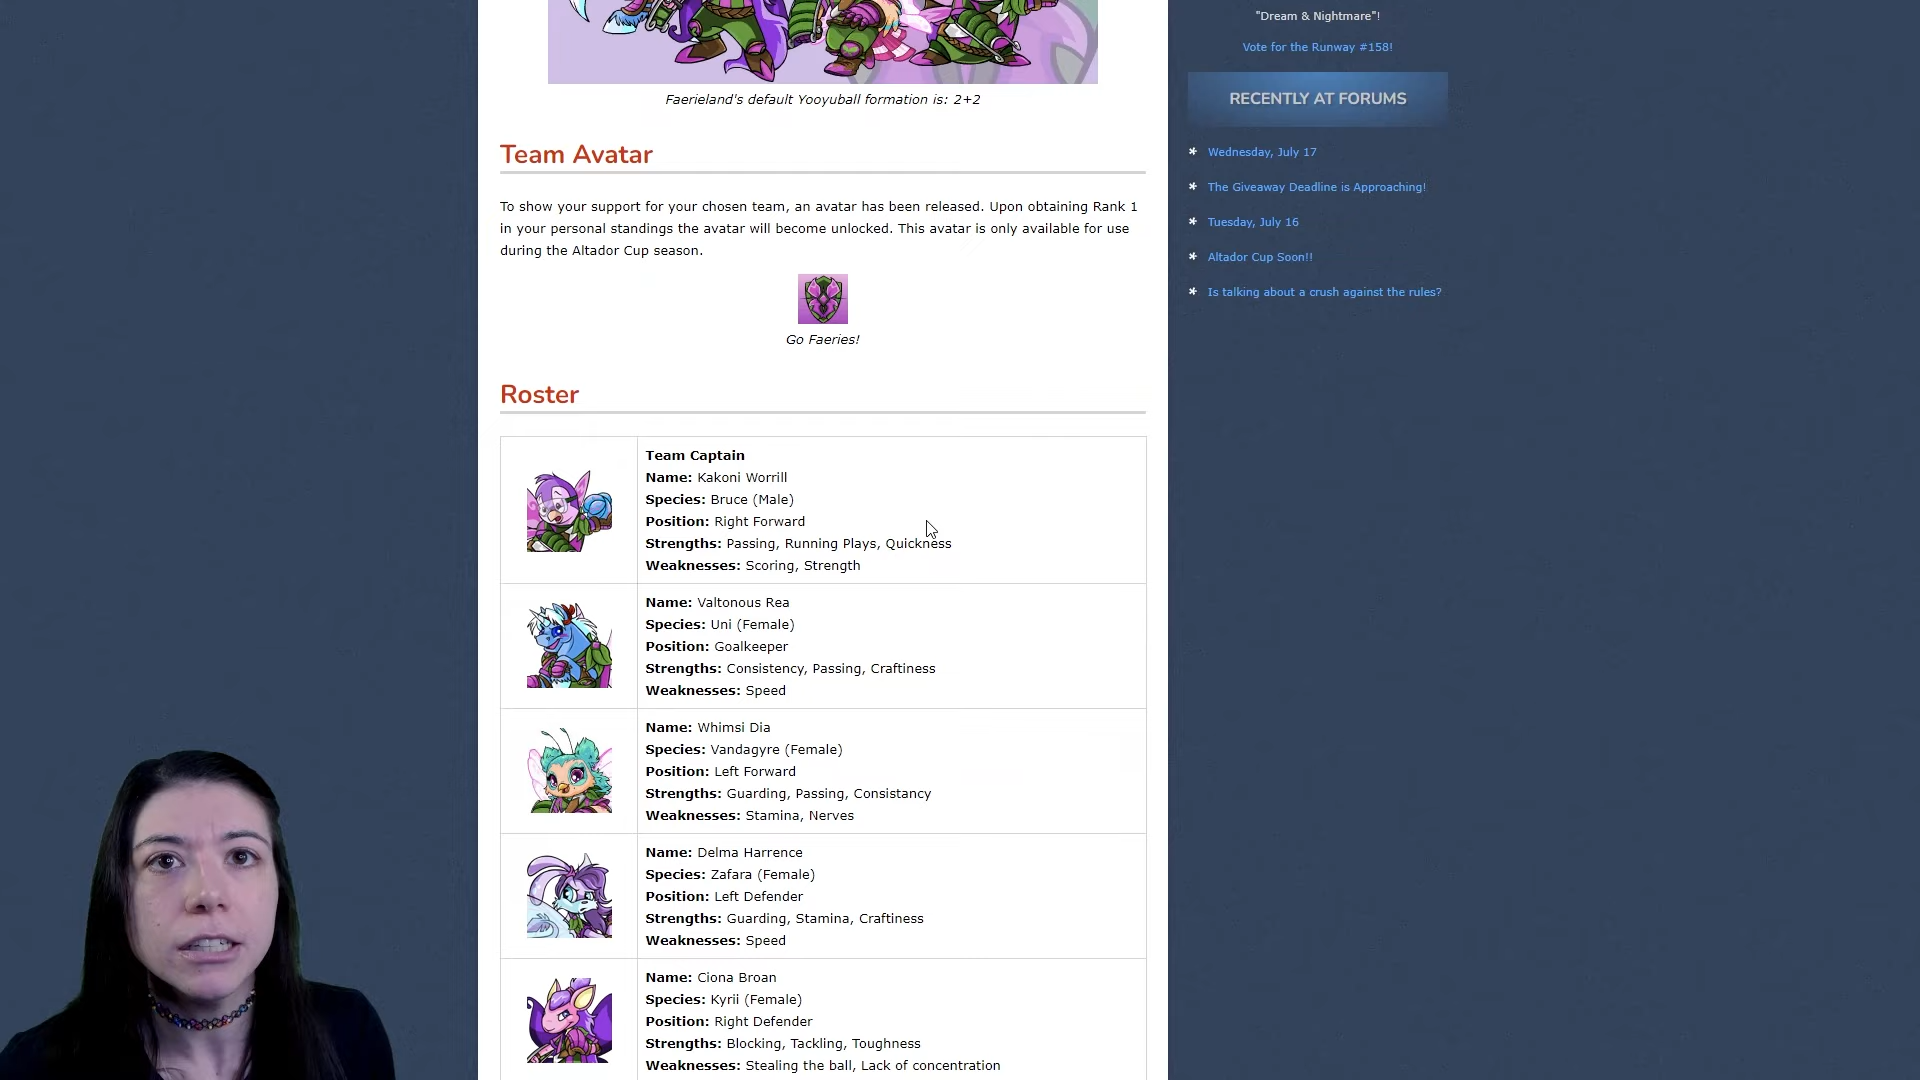 "Dream & Nightmare"!
Vote for the Runway #158!
RECENTLY AT FORUMS
Wednesday, July 17
The Giveaway Deadline is Approaching!
Tuesday, July 16
Altador Cup Soon!!
Is talking about a crush against the rules?
Faerieland's default Yooyuball formation is: 2+2
Team Avatar
To show your support for your chosen team, an avatar has been released. Upon obtaining Rank 1
in your personal standings the avatar will become unlocked. This avatar is only available for use
during the Altador Cup season.
Go Faeries!
Roster
Team Captain
Name: Kakoni Worrill
Species: Bruce (Male)
Position: Right Forward
Strengths: Passing, Running Plays, Quickness
Weaknesses: Scoring, Strength
Name: Valtonous Rea
Species: Uni (Female)
Position: Goalkeeper
Strengths: Consistency, Passing, Craftiness
Weaknesses: Speed
Name: Whimsi Dia
Species: Vandagyre (Female)
Position: Left Forward
Strengths: Guarding, Passing, Consistancy
Weaknesses: Stamina, Nerves
Name: Delma Harrence
Species: Zafara (Female)
Position: Left Defender
Strengths: Guarding, Stamina, Craftiness
Weaknesses: Speed
Name: Ciona Broan
Species: Kyrii (Female)
Position: Right Defender
Strengths: Blocking, Tackling, Toughness
Weaknesses: Stealing the ball, Lack of concentration